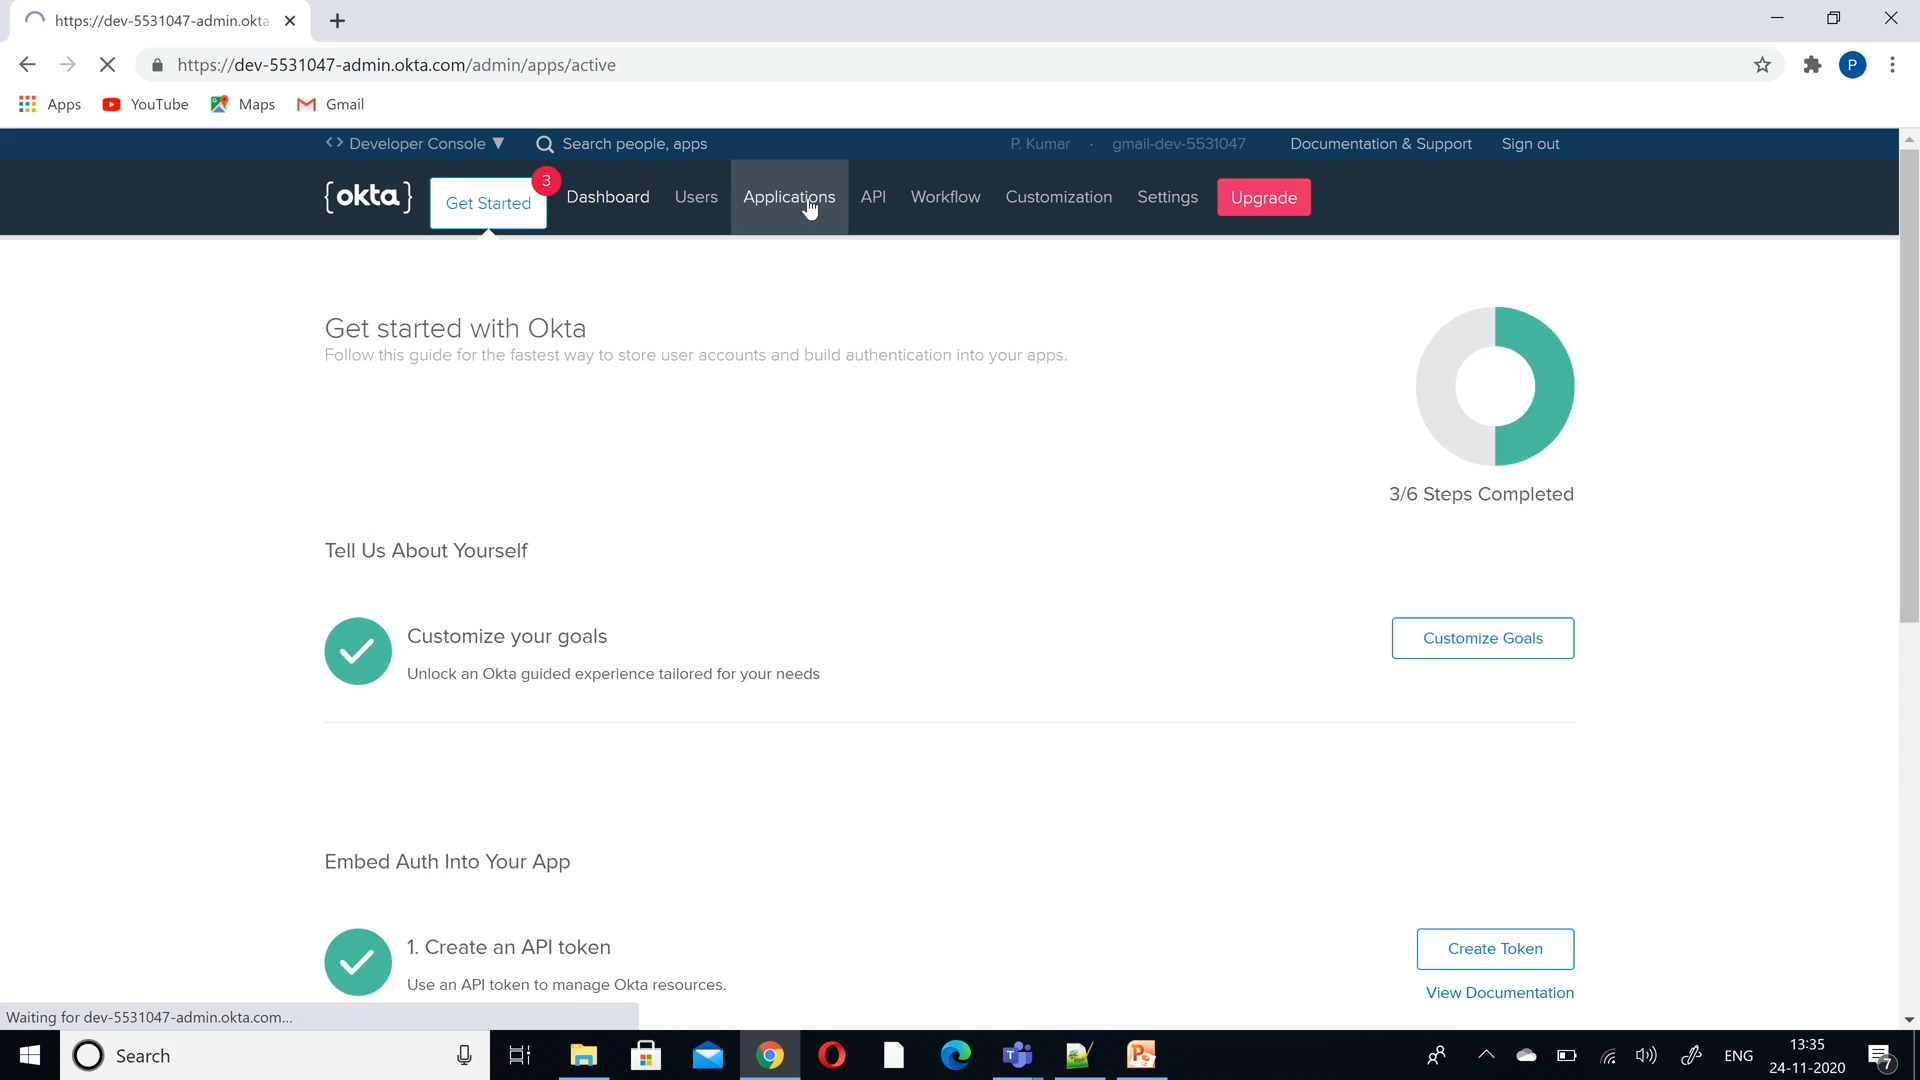 https://dev-5531047-admin.okta
https://dev-5531047-admin.okta.com/admin/apps/active
P
Apps YouTube Maps Gmail
<> Developer Console ▼ Search people, apps P. Kumar · gmail-dev-5531047 Documentation & Support Sign out
{okta} Get Started 3 Dashboard Users Applications API Workflow Customization Settings Upgrade
Get started with Okta
Follow this guide for the fastest way to store user accounts and build authentication into your apps.
3/6 Steps Completed
Tell Us About Yourself
Customize your goals
Customize Goals
Unlock an Okta guided experience tailored for your needs
Embed Auth Into Your App
1. Create an API token
Create Token
Use an API token to manage Okta resources.
View Documentation
Waiting for dev-5531047-admin.okta.com...
Search
ENG
13:35
24-11-2020
7